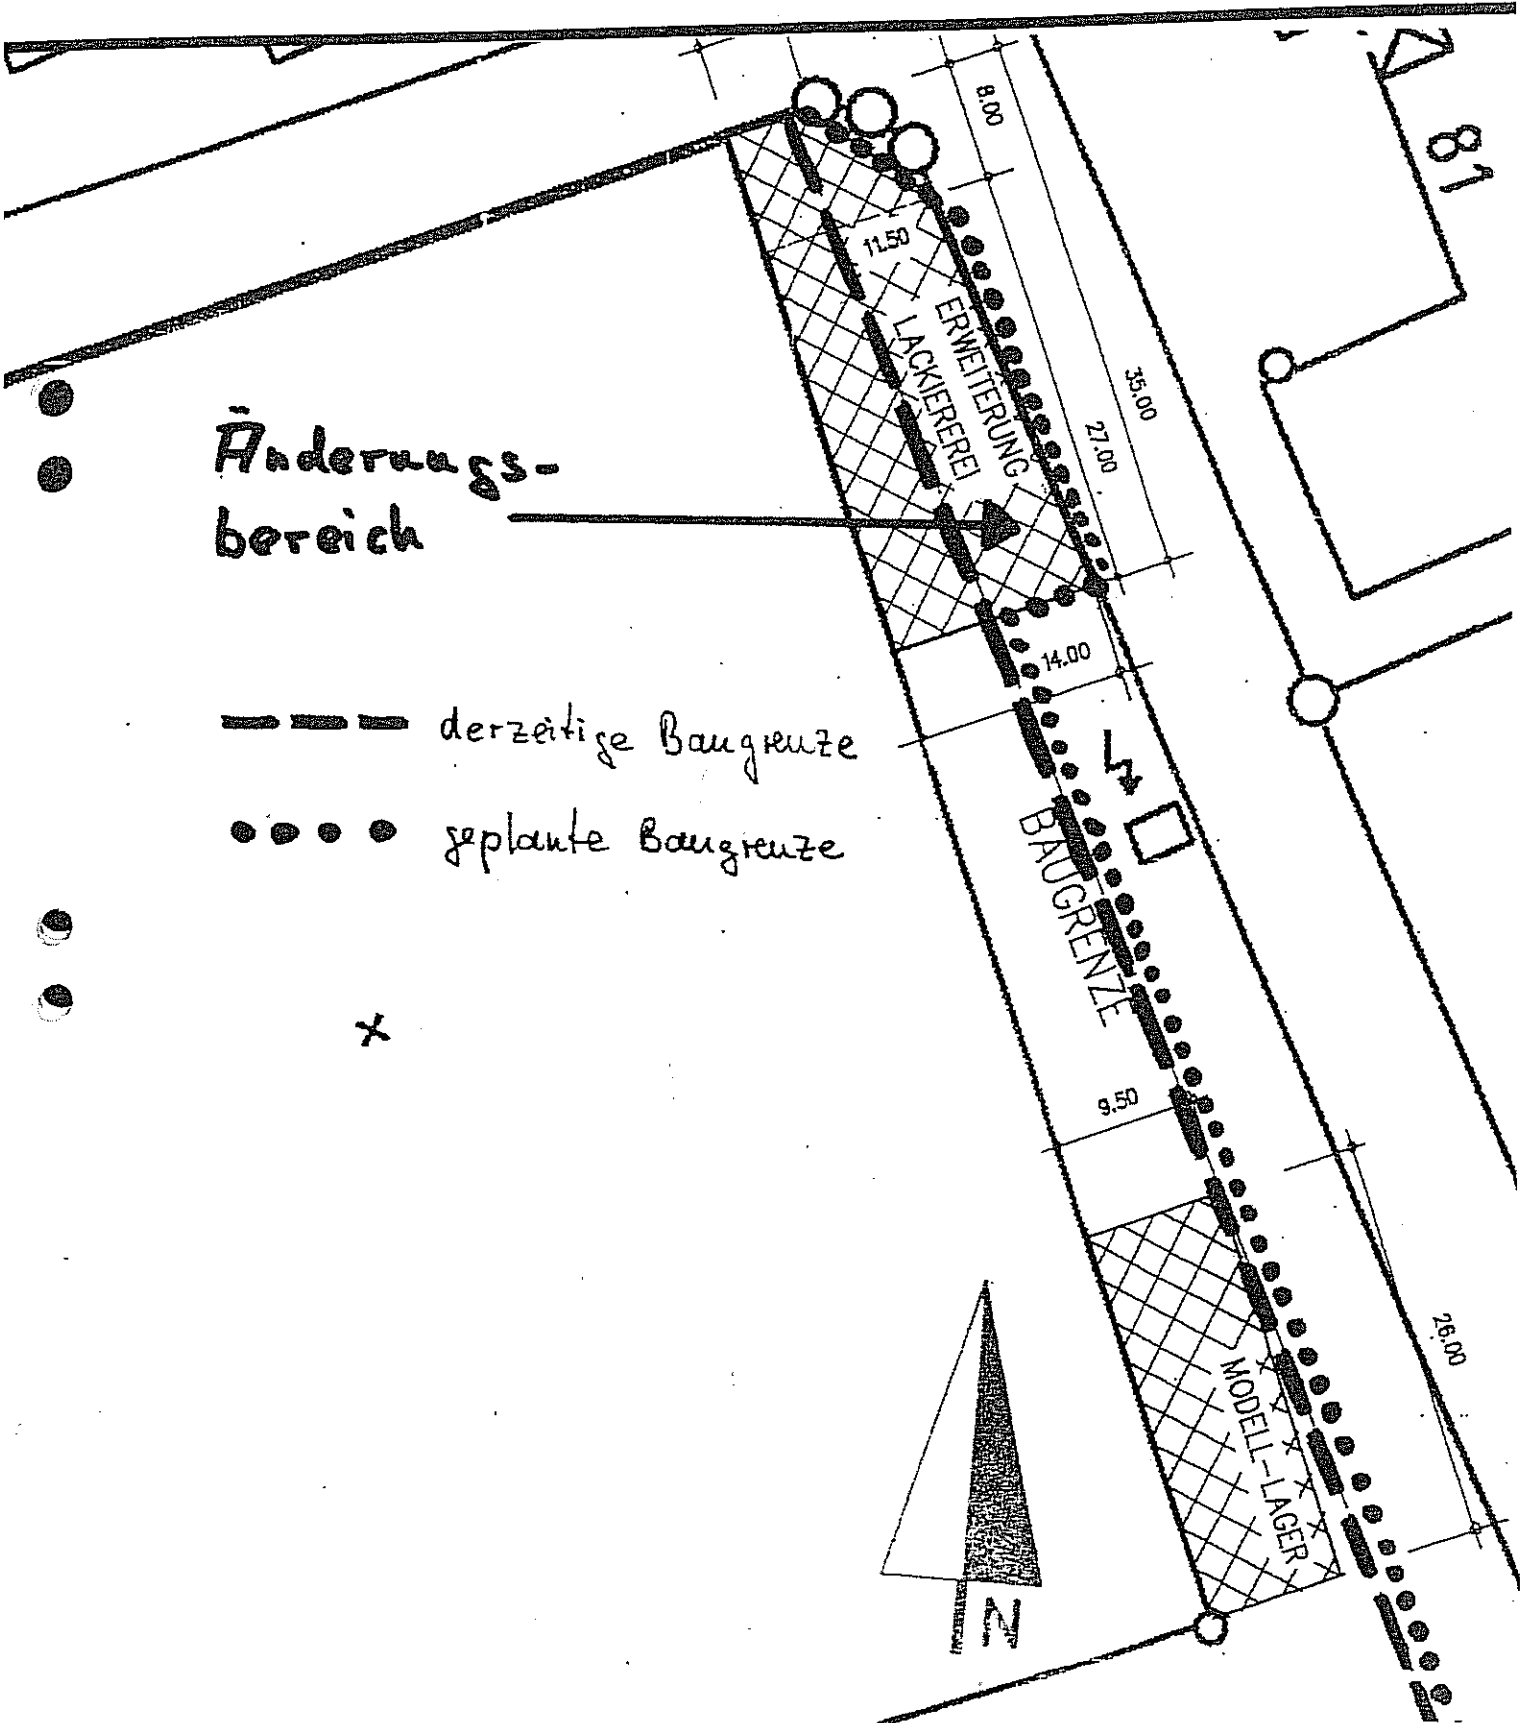 8.00
81
11.50
ERWEITERUNG
LACKIEREREI
35.00
27.00
Änderungs-
bereich
14.00
derzeitige Baugrenze
geplante Baugrenze
BAUGRENZE
9.50
26.00
MODELL-LAGER
N